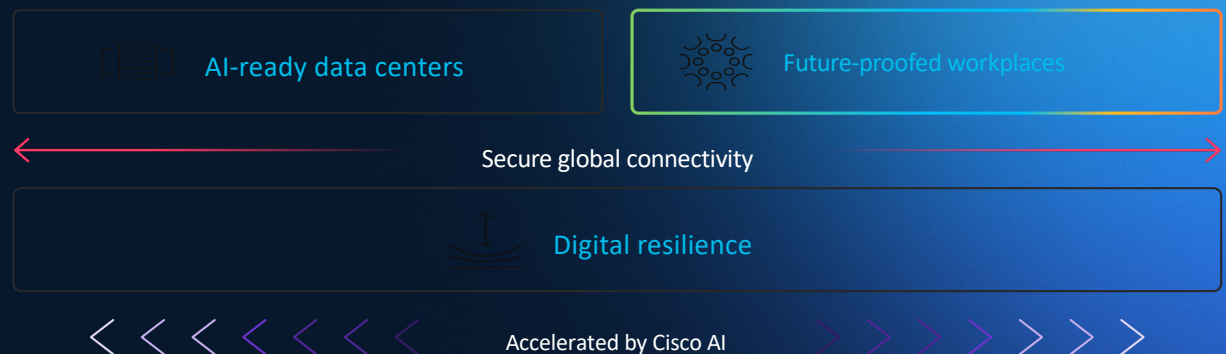 AI-ready data centers
Future-proofed workplaces
Secure global connectivity
Digital resilience
Accelerated by Cisco AI